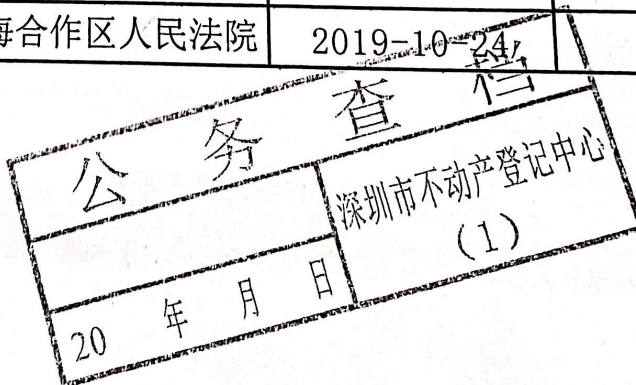 海合作区人民法院 2019-10-24
公务查档
深圳市不动产登记中心
(1)
20 年 月 日